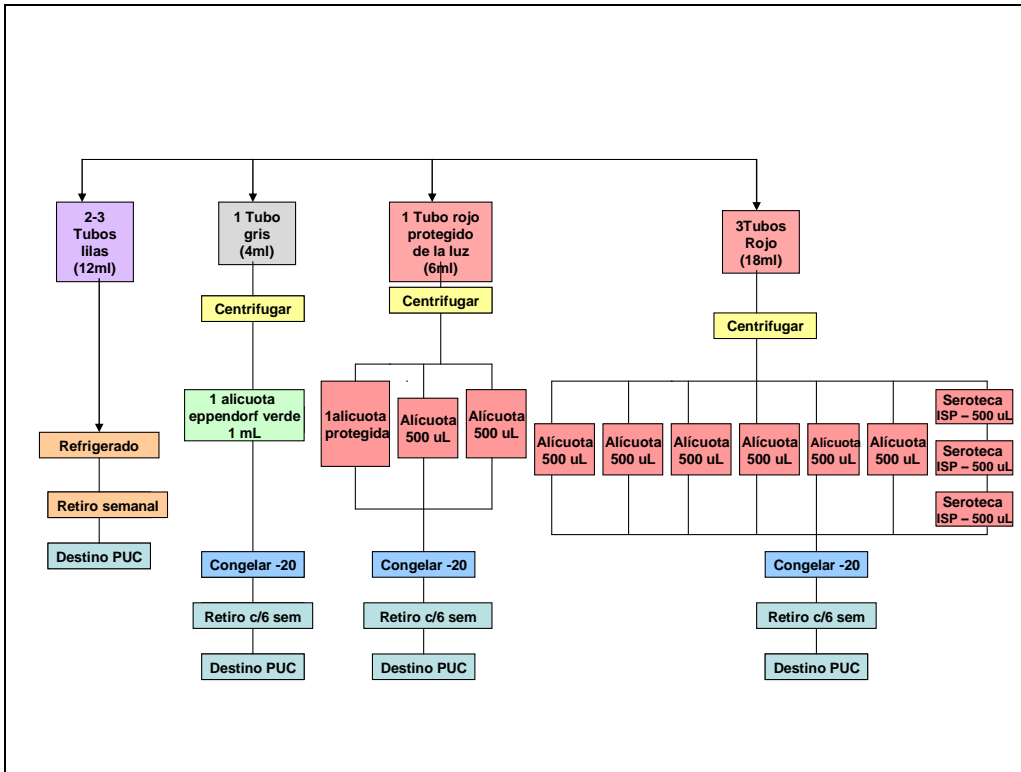 2-3
Tubos
lilas
(12ml)
1 Tubo
gris
(4ml)
1 Tubo rojo
protegido
de la luz
(6ml)
3Tubos
Rojo
(18ml)
Centrifugar
Centrifugar
Centrifugar
1 alicuota
eppendorf verde
1 mL
1alicuota
protegida
Alícuota
500 uL
Alícuota
500 uL
Alícuota
500 uL
Alícuota
500 uL
Alícuota
500 uL
Alícuota
500 uL
Alícuota
500 uL
Alícuota
500 uL
Seroteca
ISP – 500 uL
Seroteca
ISP – 500 uL
Seroteca
ISP – 500 uL
Refrigerado
Retiro semanal
Destino PUC
Congelar -20
Congelar -20
Congelar -20
Retiro c/6 sem
Retiro c/6 sem
Retiro c/6 sem
Destino PUC
Destino PUC
Destino PUC